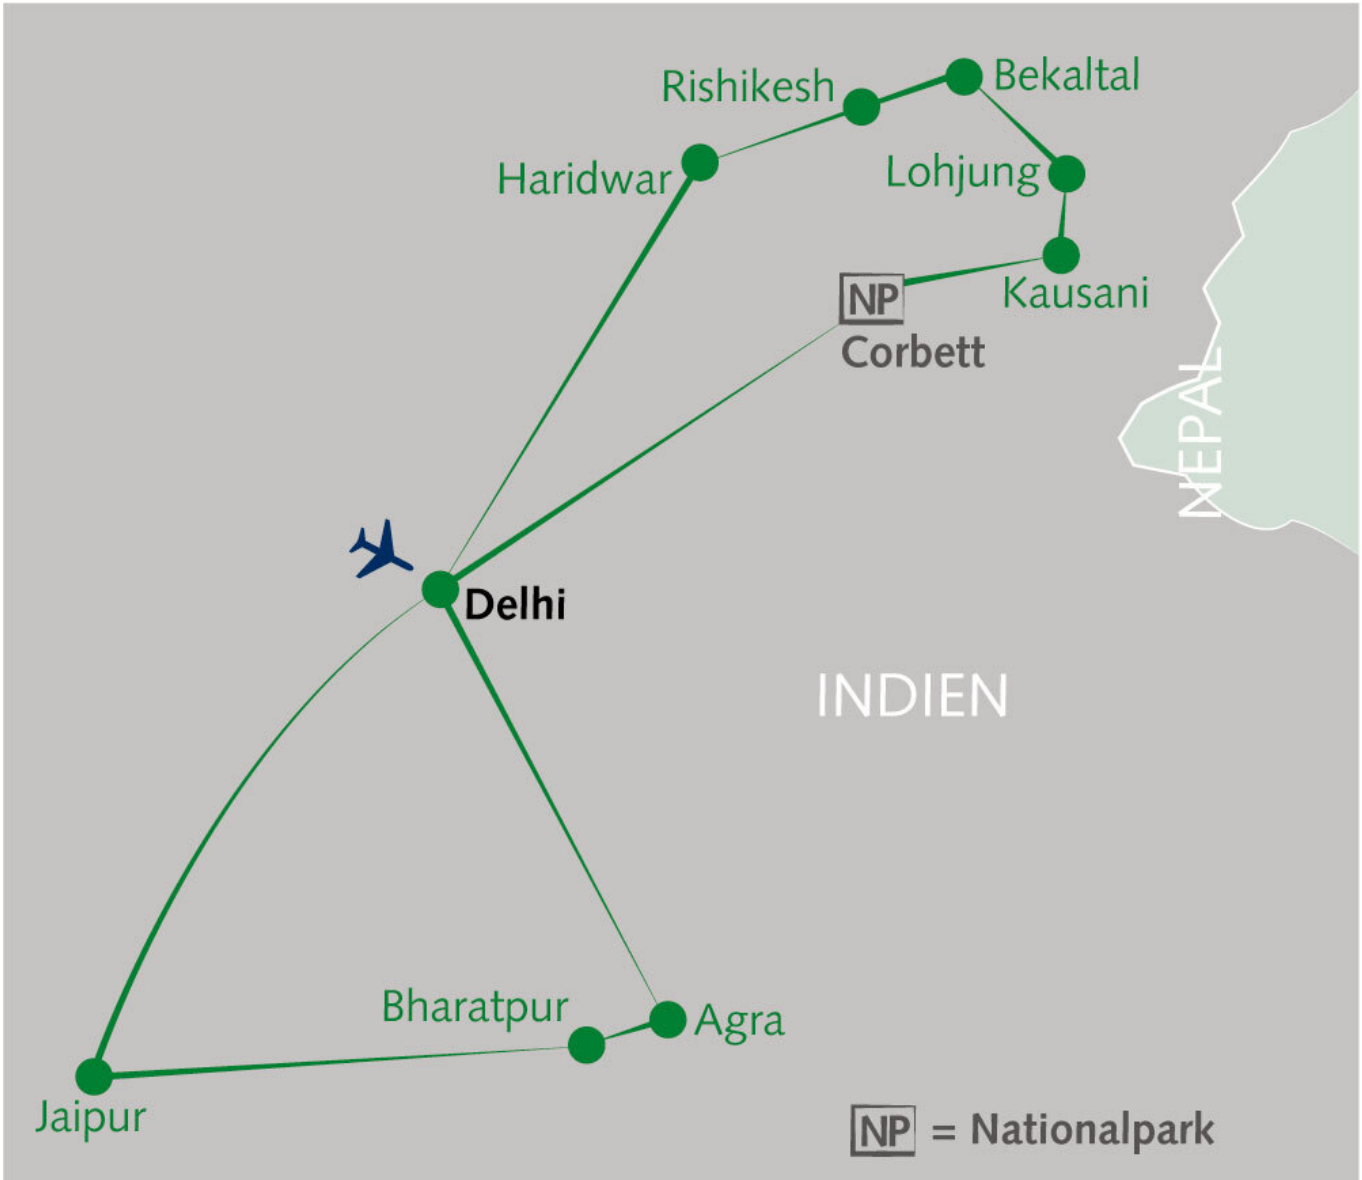 Bekaltal
Rishikesh
Haridwar
Lohjung
Kausani
NP
Corbett
NEPAL
Delhi
INDIEN
Bharatpur
Agra
Jaipur
NP = Nationalpark